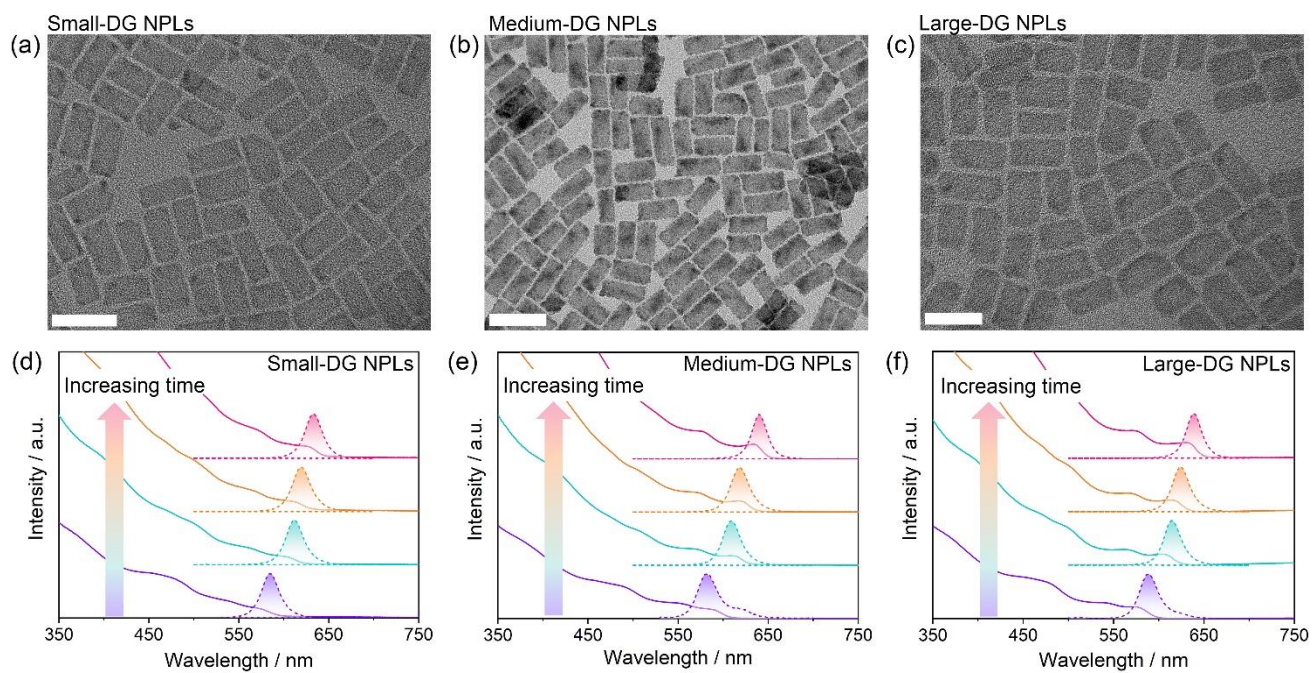 Small-DG NPLs
Medium-DG NPLs
Large-DG NPLs
(a)
(b)
(c)
(d)
Small-DG NPLs
Increasing time
Intensity / a.u.
350
450
550
650
750
Wavelength / nm
(e)
Medium-DG NPLs
Increasing time
Intensity / a.u.
350
450
550
650
750
Wavelength / nm
(f)
Large-DG NPLs
Increasing time
Intensity / a.u.
350
450
550
650
750
Wavelength / nm